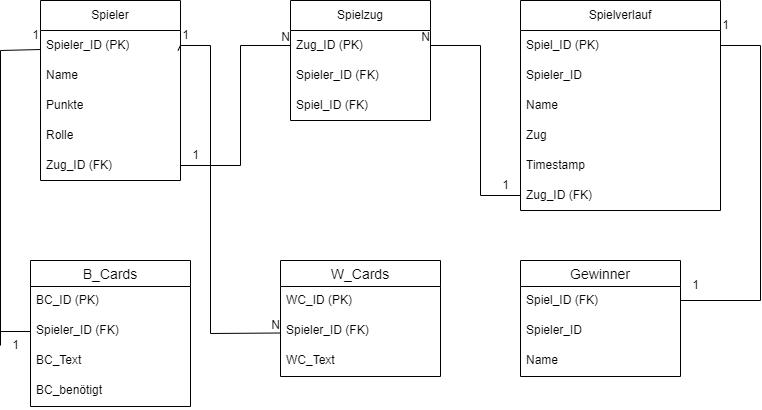 Spieler
1
Spieler_ID (PK)
1
Name
Punkte
Rolle
Zug_ID (FK)
1
Spielzug
N
Zug_ID (PK)
N
Spieler_ID (FK)
Spiel_ID (FK)
Spielverlauf
1
Spiel_ID (PK)
Spieler_ID
Name
Zug
Timestamp
1
Zug_ID (FK)
B_Cards
BC_ID (PK)
Spieler_ID (FK)
1
BC_Text
BC_benötigt
W_Cards
WC_ID (PK)
N
Spieler_ID (FK)
WC_Text
Gewinner
1
Spiel_ID (FK)
Spieler_ID
Name